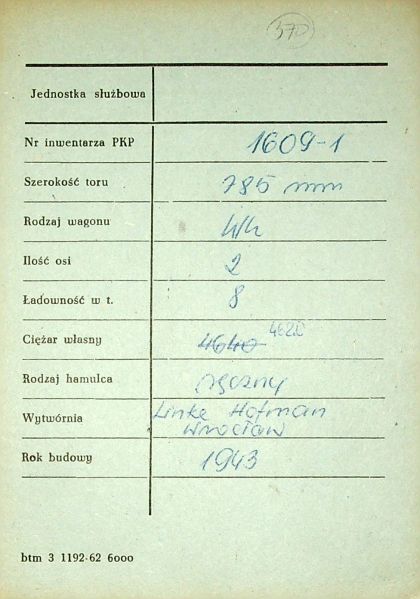 370
Jednostka służbowa
Nr inwentarza PKP 1609-1
Szerokość toru 785 mm
Rodzaj wagonu
Ilość osi 2
Ładowność w t. 8
Ciężar własny 4640 4620
Rodzaj hamulca ręczny
Wytwórnia Linke Hofman
Wrocław
Rok budowy 1943
btm 3 1192-62 6000